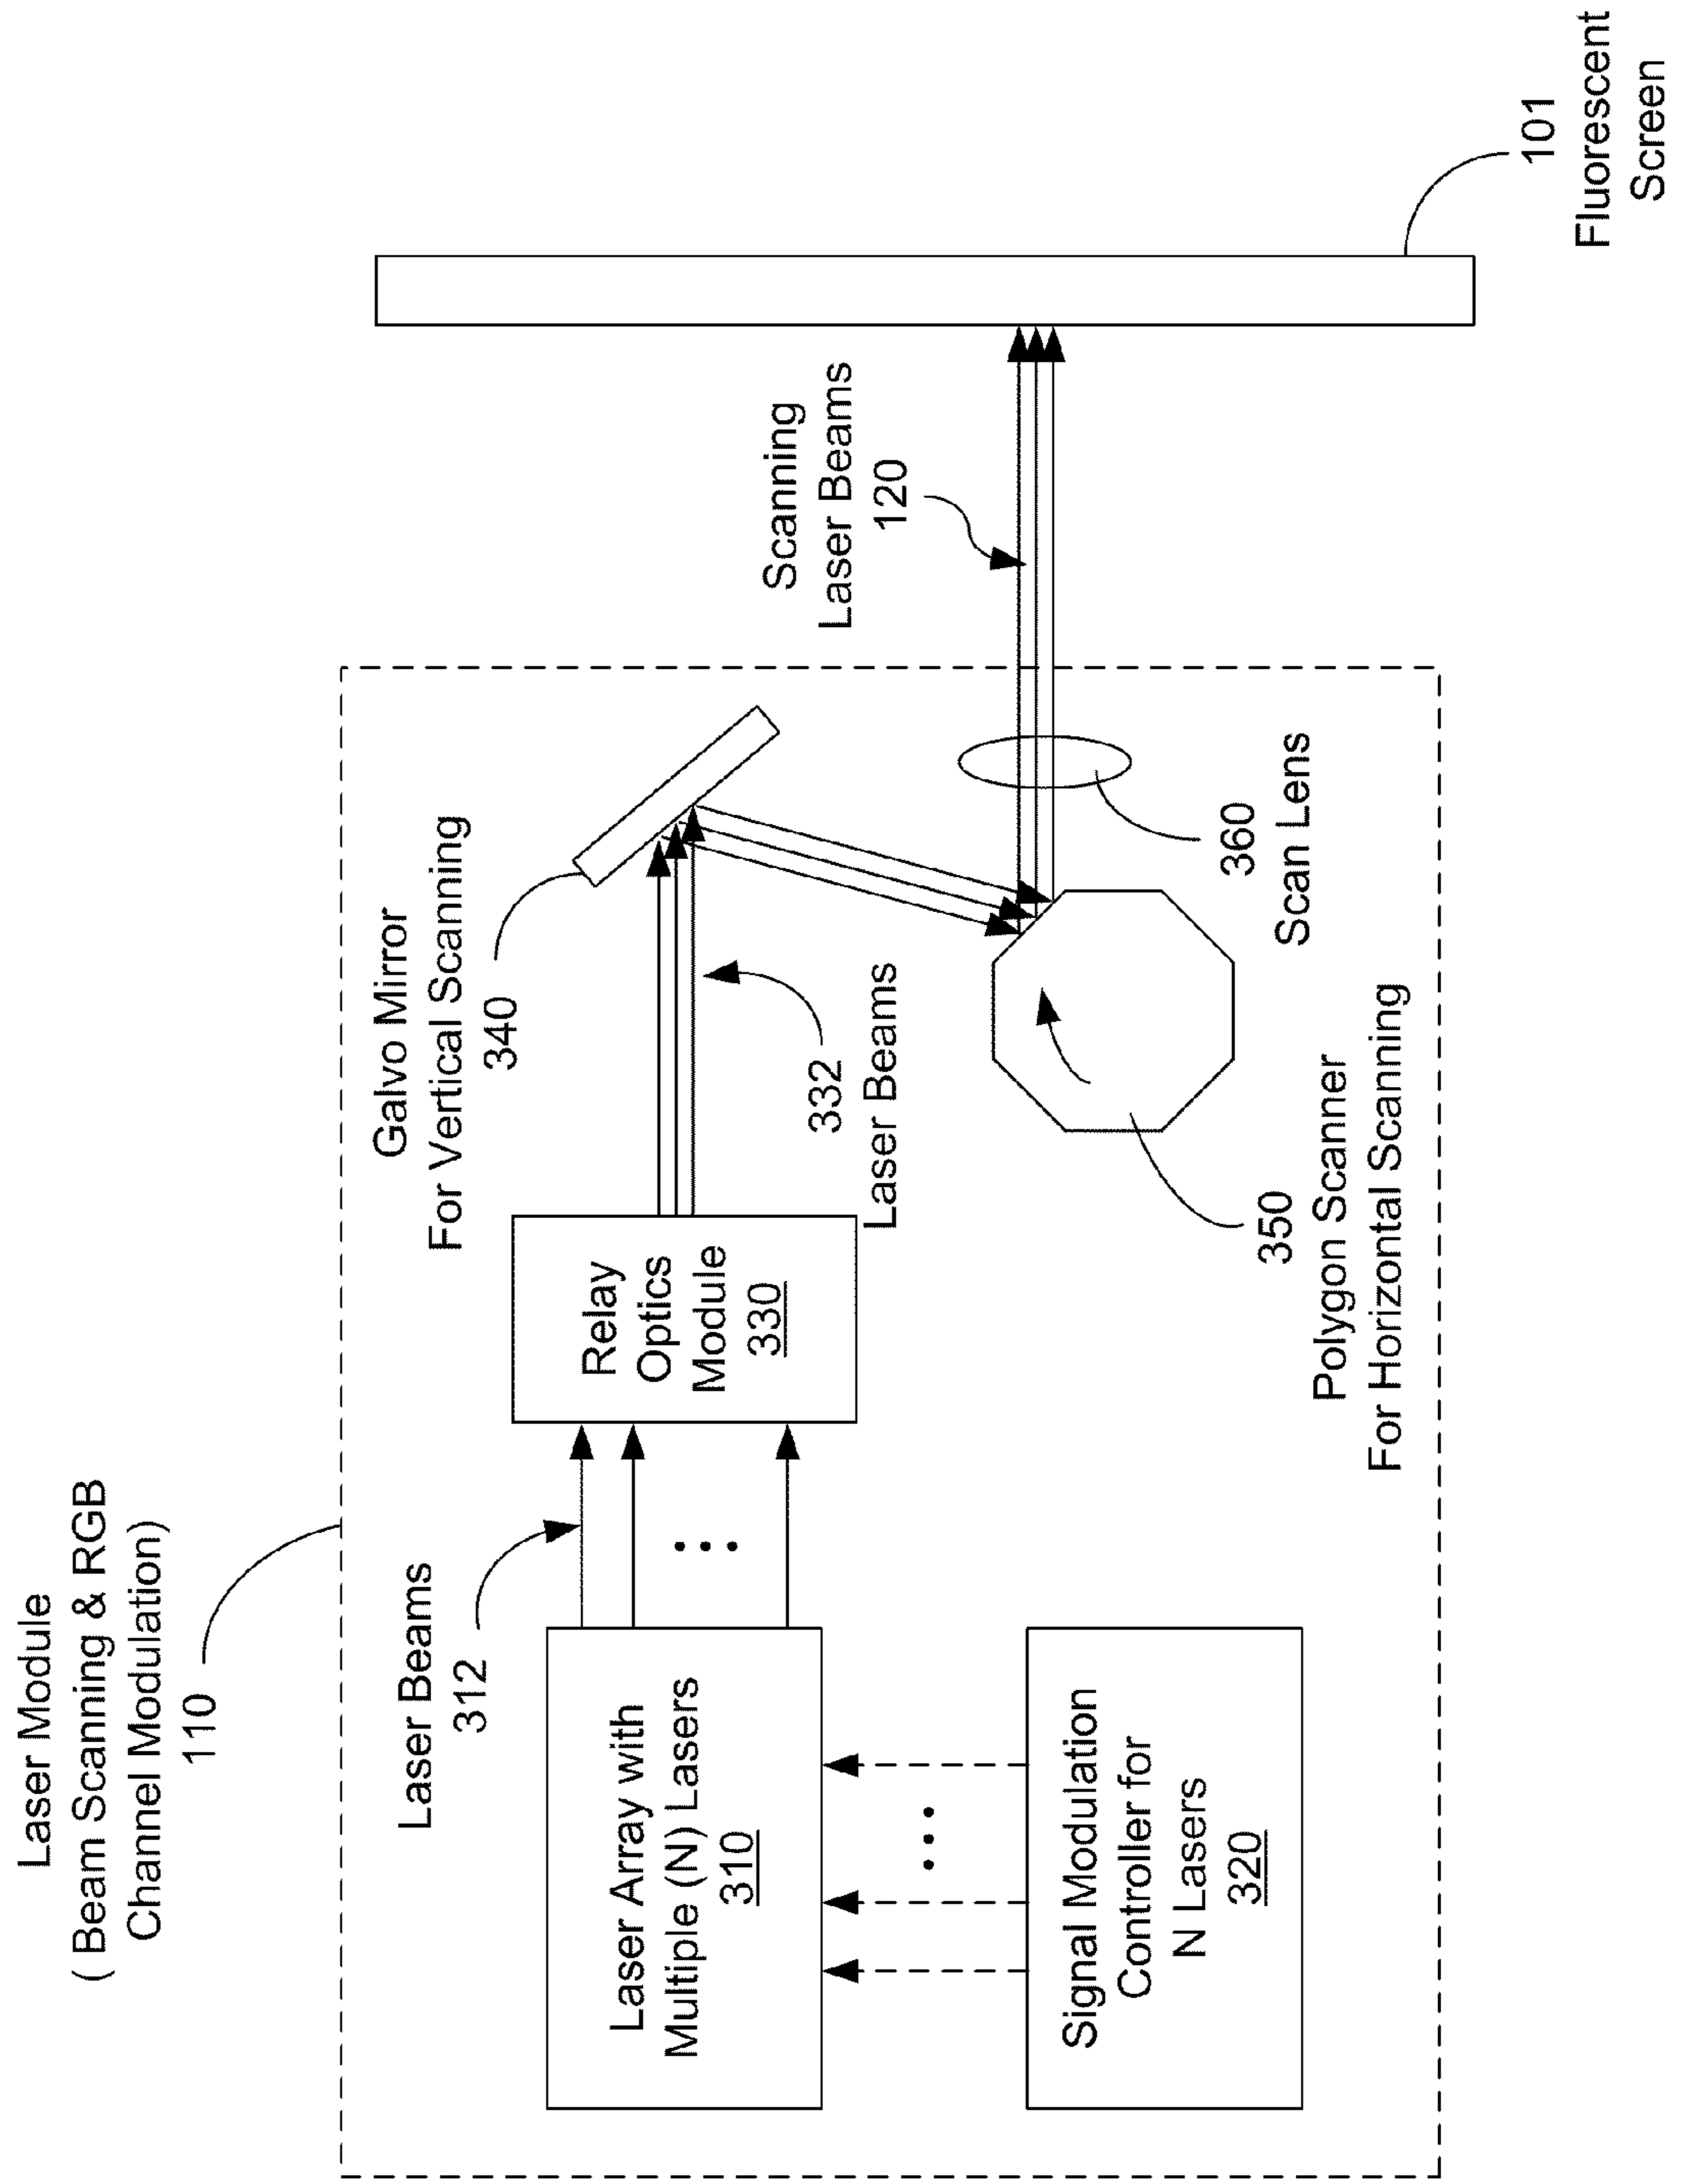 Laser Module
( Beam Scanning & RGB
Channel Modulation)
110
Laser Beams
312
Laser Array with
Multiple (N) Lasers
310
Signal Modulation
Controller for
N Lasers
320
Relay
Optics
Module
330
Galvo Mirror
For Vertical Scanning
340
332
Laser Beams
350
Polygon Scanner
For Horizontal Scanning
360
Scan Lens
Scanning
Laser Beams
120
101
Fluorescent
Screen